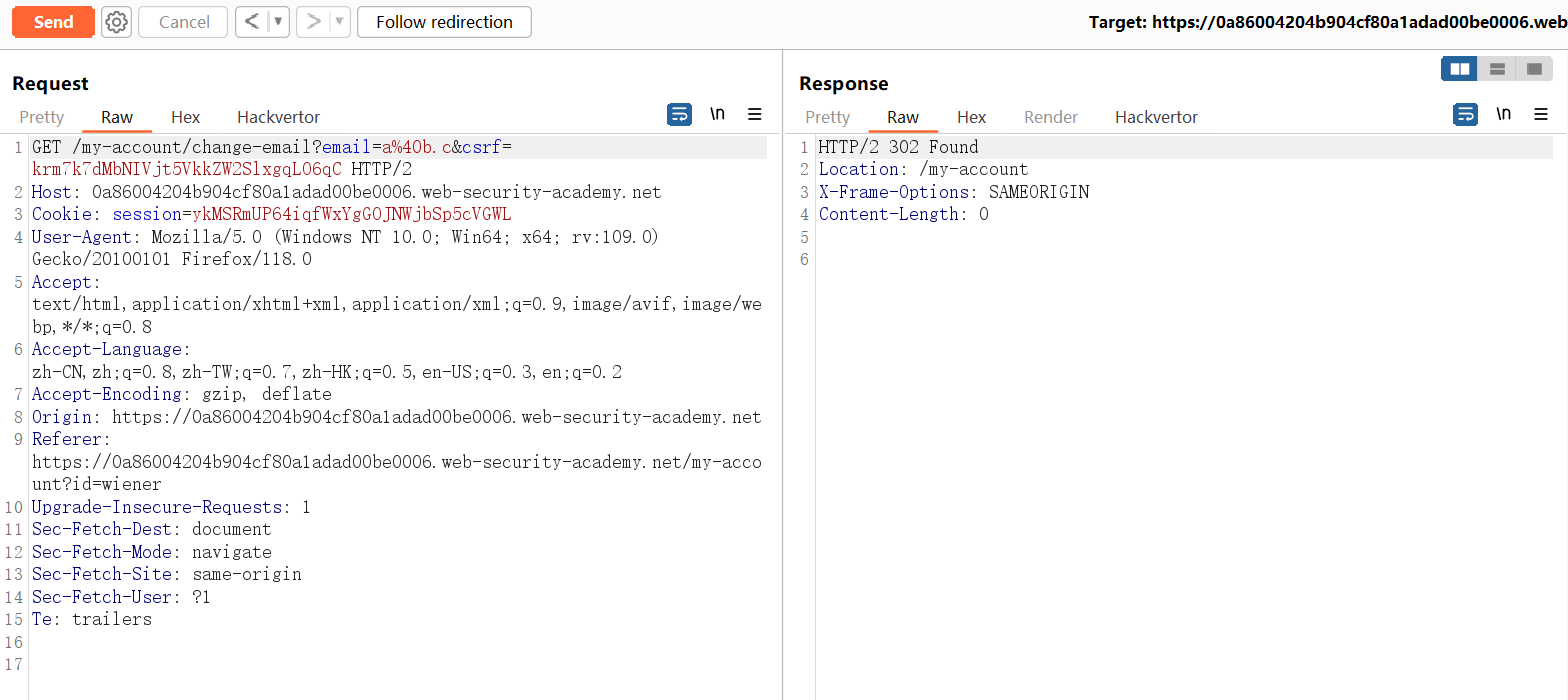 Send Cancel < ▼ > ▼ Follow redirection Target: https://0a86004204b904cf80a1adad00be0006.web
Request
Pretty Raw Hex Hackvertor \n
1 GET /my-account/change-email?email=a%40b.c&csrf=
krm7k7dMbNIVjt5VkkZW2SlxgqLO6qC HTTP/2
2 Host: 0a86004204b904cf80a1adad00be0006.web-security-academy.net
3 Cookie: session=ykMSRmUP64iqfWxYgGOJNWjbSp5cVGWL
4 User-Agent: Mozilla/5.0 (Windows NT 10.0; Win64; x64; rv:109.0)
Gecko/20100101 Firefox/118.0
5 Accept:
text/html,application/xhtml+xml,application/xml;q=0.9,image/avif,image/we
bp,*/*;q=0.8
6 Accept-Language:
zh-CN,zh;q=0.8,zh-TW;q=0.7,zh-HK;q=0.5,en-US;q=0.3,en;q=0.2
7 Accept-Encoding: gzip, deflate
8 Origin: https://0a86004204b904cf80a1adad00be0006.web-security-academy.net
9 Referer:
https://0a86004204b904cf80a1adad00be0006.web-security-academy.net/my-acco
unt?id=wiener
10 Upgrade-Insecure-Requests: 1
11 Sec-Fetch-Dest: document
12 Sec-Fetch-Mode: navigate
13 Sec-Fetch-Site: same-origin
14 Sec-Fetch-User: ?1
15 Te: trailers
16
17
Response
Pretty Raw Hex Render Hackvertor \n
1 HTTP/2 302 Found
2 Location: /my-account
3 X-Frame-Options: SAMEORIGIN
4 Content-Length: 0
5
6